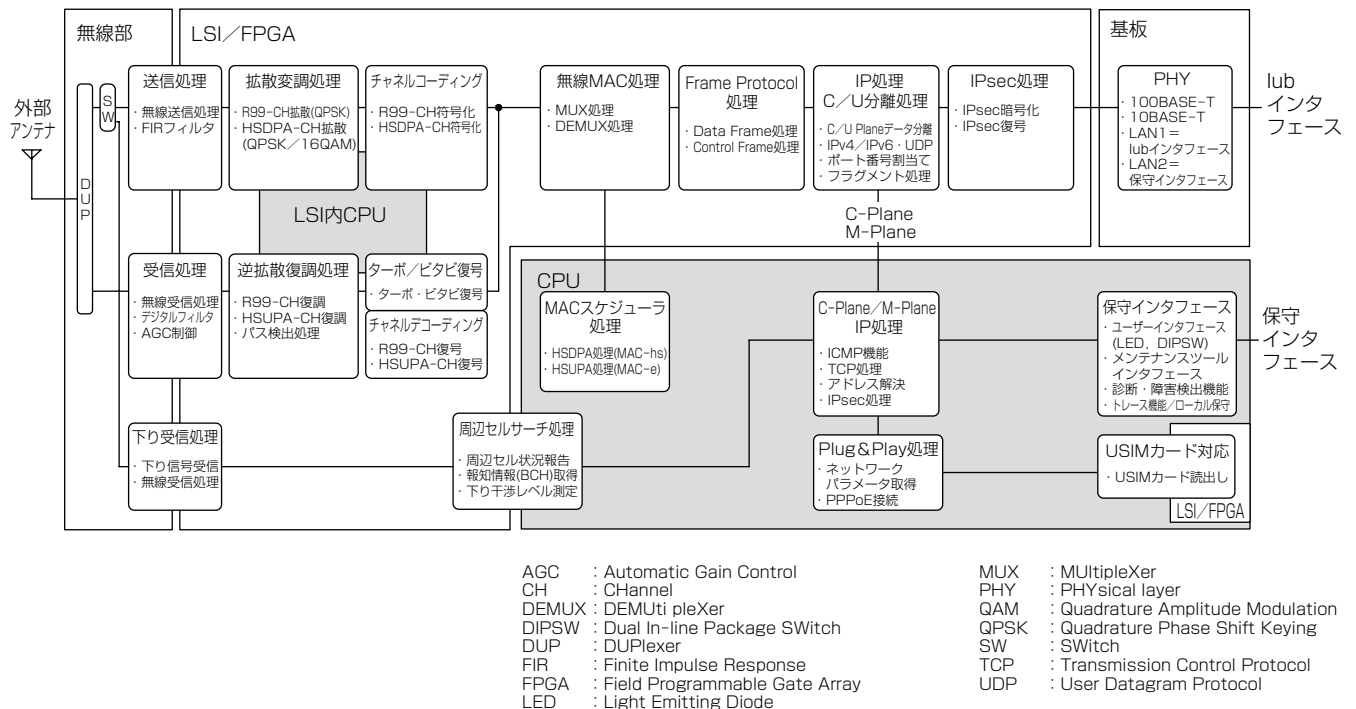 無線部
LSI／FPGA
基板
外部
アンテナ
DUP
SW
送信処理
・無線送信処理
・FIRフィルタ
拡散変調処理
・R99-CH拡散(QPSK)
・HSDPA-CH拡散
(QPSK／16QAM)
チャネルコーディング
・R99-CH符号化
・HSDPA-CH符号化
無線MAC処理
・MUX処理
・DEMUX処理
Frame Protocol
処理
・Data Frame処理
・Control Frame処理
IP処理
C／U分離処理
・C／U Planeデータ分離
・IPv4／IPv6・UDP
・ポート番号割当て
・フラグメント処理
IPsec処理
・IPsec暗号化
・IPsec復号
PHY
・100BASE-T
・10BASE-T
・LAN1＝
Iubインタフェース
・LAN2＝
保守インタフェース
Iub
インタ
フェース
LSI内CPU
C-Plane
M-Plane
受信処理
・無線受信処理
・デジタルフィルタ
・AGC制御
逆拡散復調処理
・R99-CH復調
・HSUPA-CH復調
・パス検出処理
ターボ／ビタビ復号
・ターボ・ビタビ復号
チャネルデコーディング
・R99-CH復号
・HSUPA-CH復号
CPU
MACスケジューラ
処理
・HSDPA処理(MAC-hs)
・HSUPA処理(MAC-e)
C-Plane／M-Plane
IP処理
・ICMP機能
・TCP処理
・アドレス解決
・IPsec処理
保守インタフェース
・ユーザーインタフェース
(LED，DIPSW)
・メンテナンスツール
インタフェース
・診断・障害検出機能
・トレース機能／ローカル保守
保守
インタ
フェース
下り受信処理
・下り信号受信
・無線受信処理
周辺セルサーチ処理
・周辺セル状況報告
・報知情報(BCH)取得
・下り干渉レベル測定
Plug＆Play処理
・ネットワーク
パラメータ取得
・PPPoE接続
USIMカード対応
・USIMカード読出し
LSI／FPGA
AGC : Automatic Gain Control
CH : CHannel
DEMUX : DEMUti pleXer
DIPSW : Dual In-line Package SWitch
DUP : DUPlexer
FIR : Finite Impulse Response
FPGA : Field Programmable Gate Array
LED : Light Emitting Diode
MUX : MUltipleXer
PHY : PHYsical layer
QAM : Quadrature Amplitude Modulation
QPSK : Quadrature Phase Shift Keying
SW : SWitch
TCP : Transmission Control Protocol
UDP : User Datagram Protocol